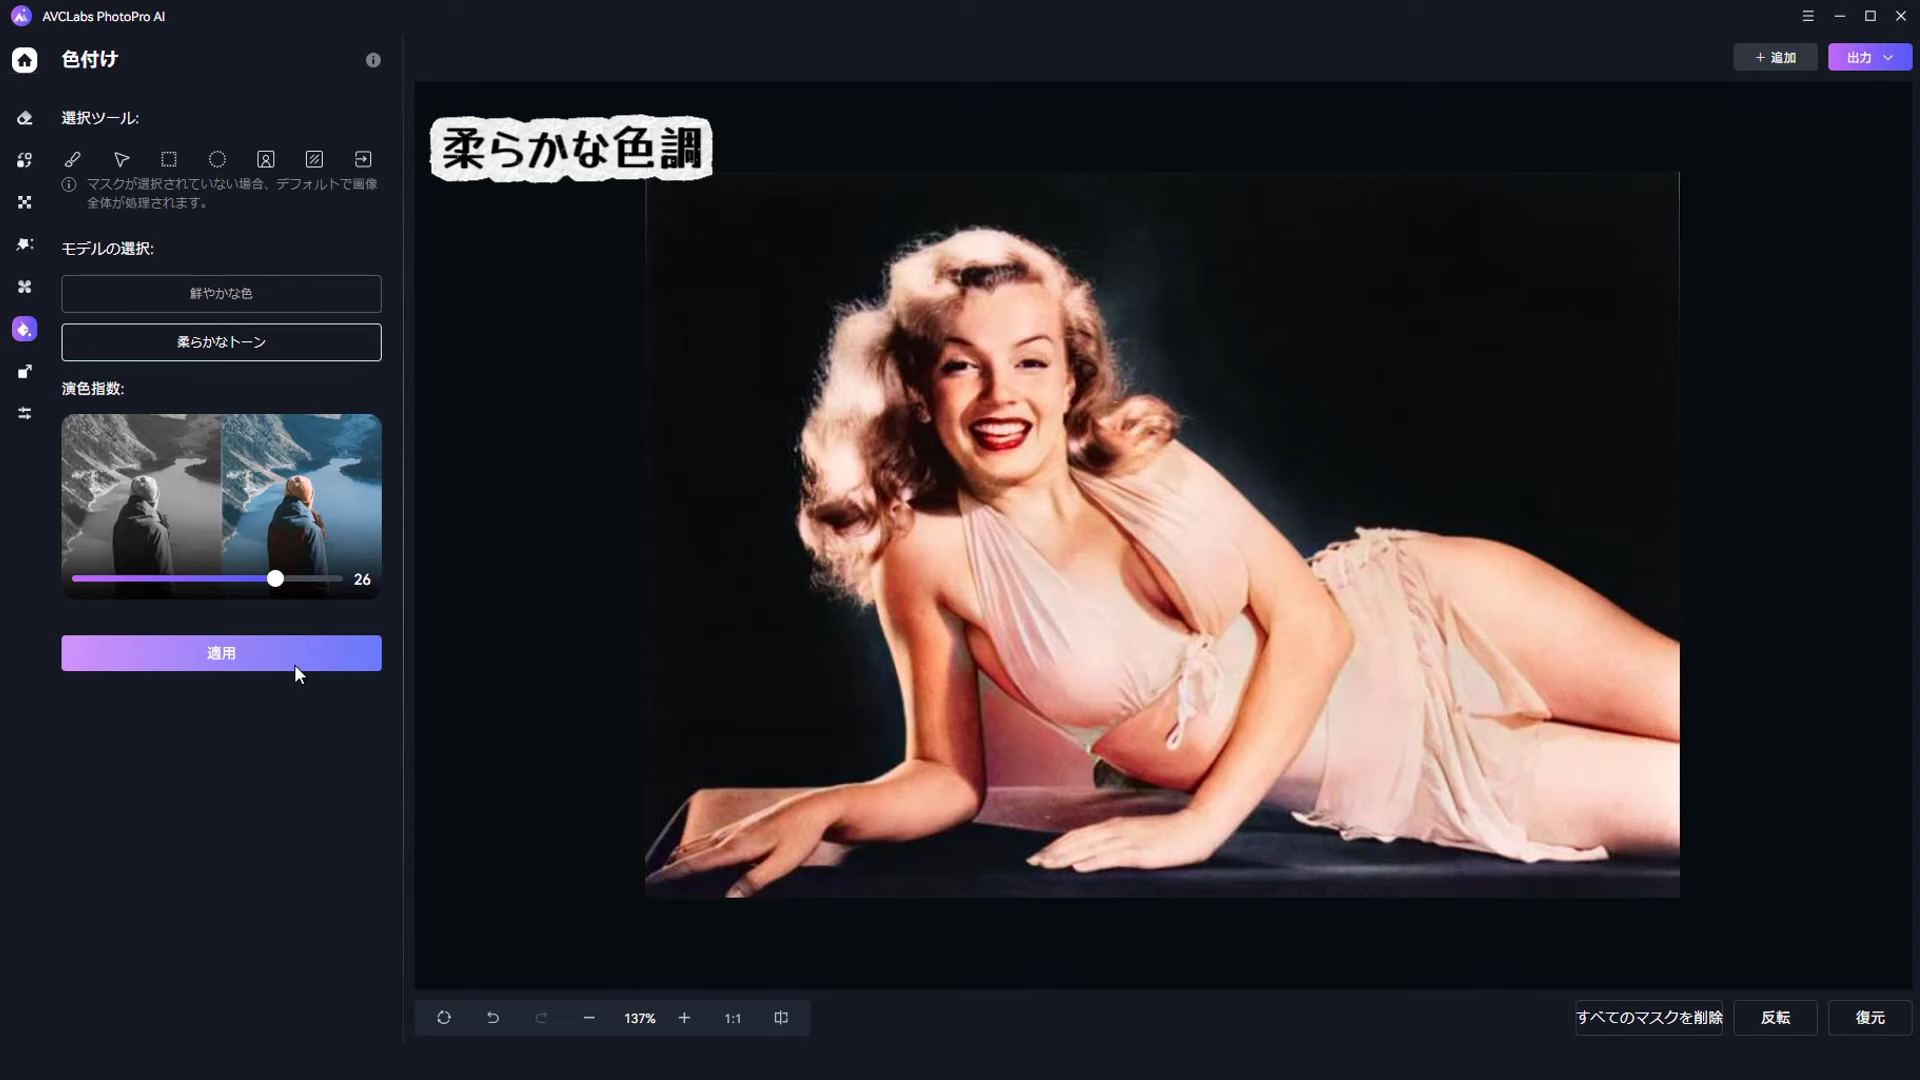 AVCLabs PhotoPro AI
色付け
追加
出力
選択ツール:
マスクが選択されていない場合、デフォルトで画像
全体が処理されます。
モデルの選択:
鮮やかな色
柔らかなトーン
演色指数:
26
適用
柔らかな色調
137%
1:1
すべてのマスクを削除
反転
復元